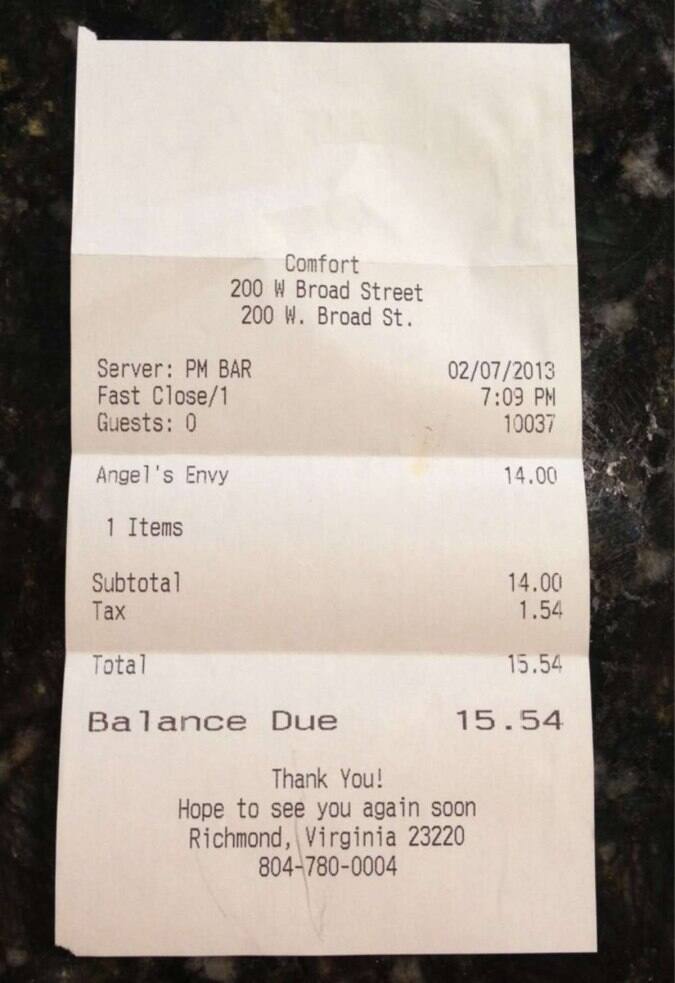 Comfort
200 W Broad Street
200 W. Broad St.
Server: PM BAR 02/07/2013
Fast Close/1 7:09 PM
Guests: 0 10037
Angel's Envy 14.00
1 Items
Subtotal 14.00
Tax 1.54
Total 15.54
Balance Due 15.54
Thank You!
Hope to see you again soon
Richmond, Virginia 23220
804-780-0004